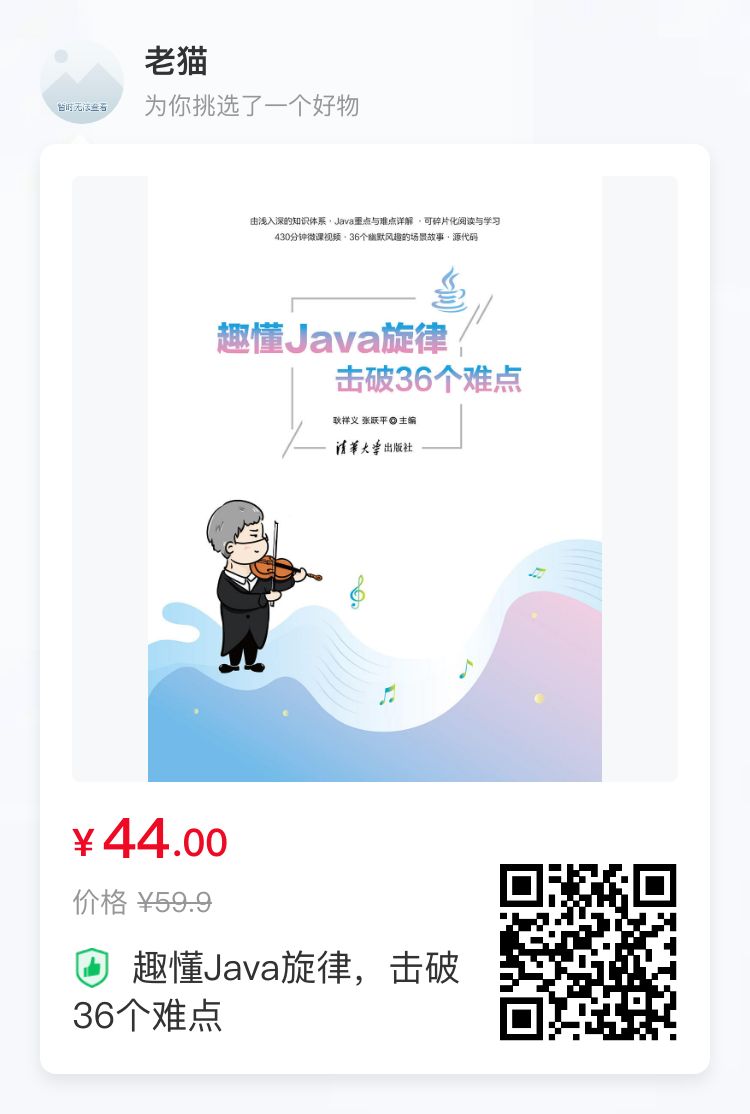 老猫
暂时无法查看
为你挑选了一个好物
由浅入深的知识体系 · Java重点与难点详解 · 可碎片化阅读与学习
430分钟微课视频 · 36个幽默风趣的场景故事 · 源代码
趣懂Java旋律
击破36个难点
耿祥义 张跃平◎主编
清华大学出版社
¥44.00
价格 ¥59.9
趣懂Java旋律，击破
36个难点